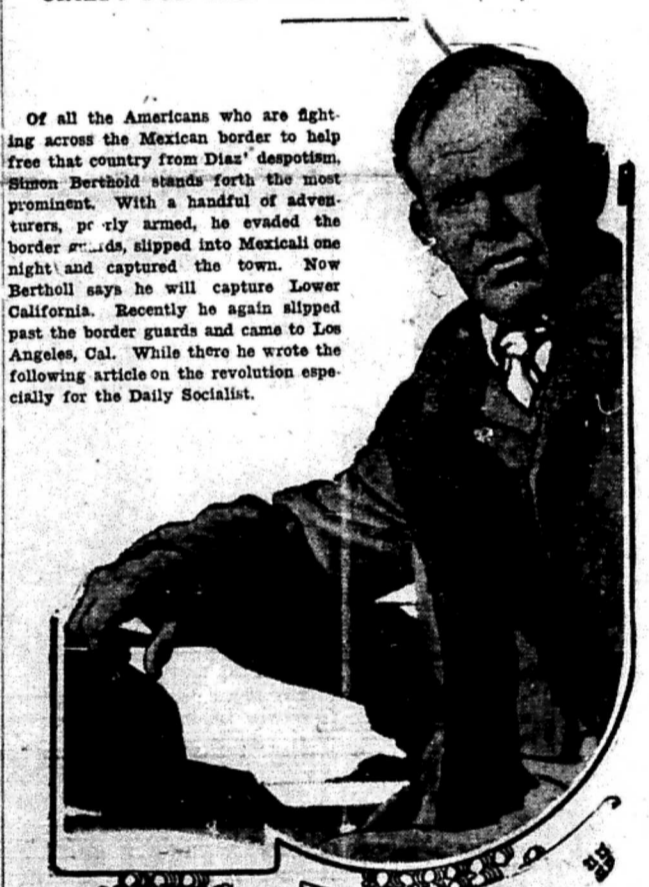 Of all the Americans who are fight-
ing across the Mexican border to help
free that country from Diaz' despotism,
Simon Berthold stands forth the most
prominent. With a handful of adven-
turers, armed, he evaded the
border slipped into Mexicali one
night and captured the town. Now
Bertholl says he will capture Lower
California. Recently he again slipped
past the border guards and came to Los
Angeles, Cal. While there he wrote the
following article on the revolution espe-
cially for the Daily Socialist.